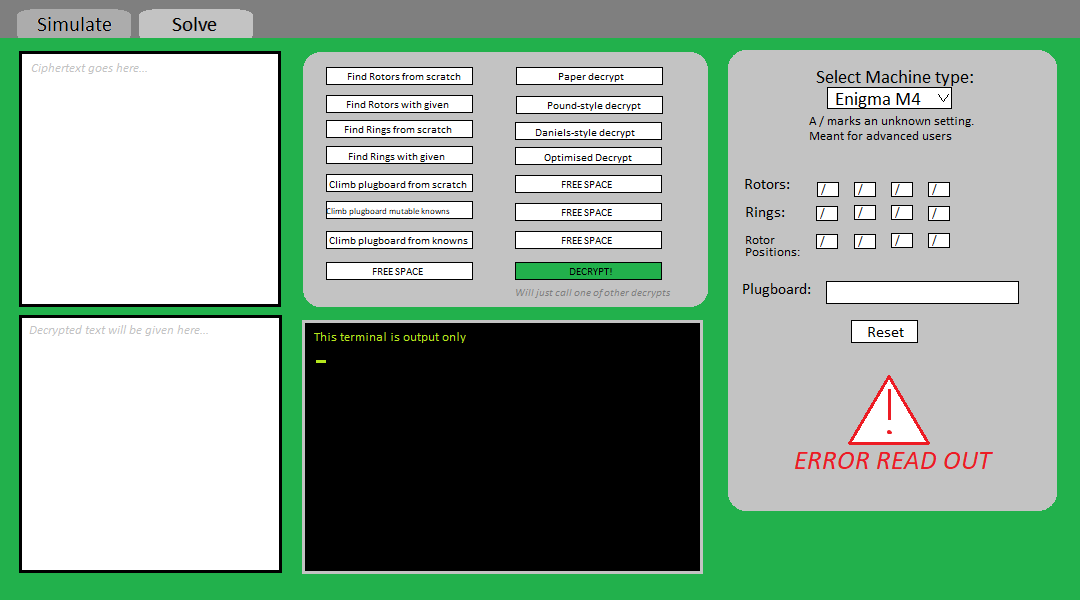 Simulate
Solve
Ciphertext goes here...
Decrypted text will be given here...
Find Rotors from scratch
Find Rotors with given
Find Rings from scratch
Find Rings with given
Climb plugboard from scratch
Climb plugboard mutable knowns
Climb plugboard from knowns
FREE SPACE
Paper decrypt
Pound-style decrypt
Daniels-style decrypt
Optimised Decrypt
FREE SPACE
FREE SPACE
FREE SPACE
DECRYPT!
Will just call one of other decrypts
This terminal is output only
Select Machine type:
Enigma M4
A / marks an unknown setting.
Meant for advanced users
Rotors: / / / /
Rings: / / / /
Rotor
Positions: / / / /
Plugboard:
Reset
ERROR READ OUT